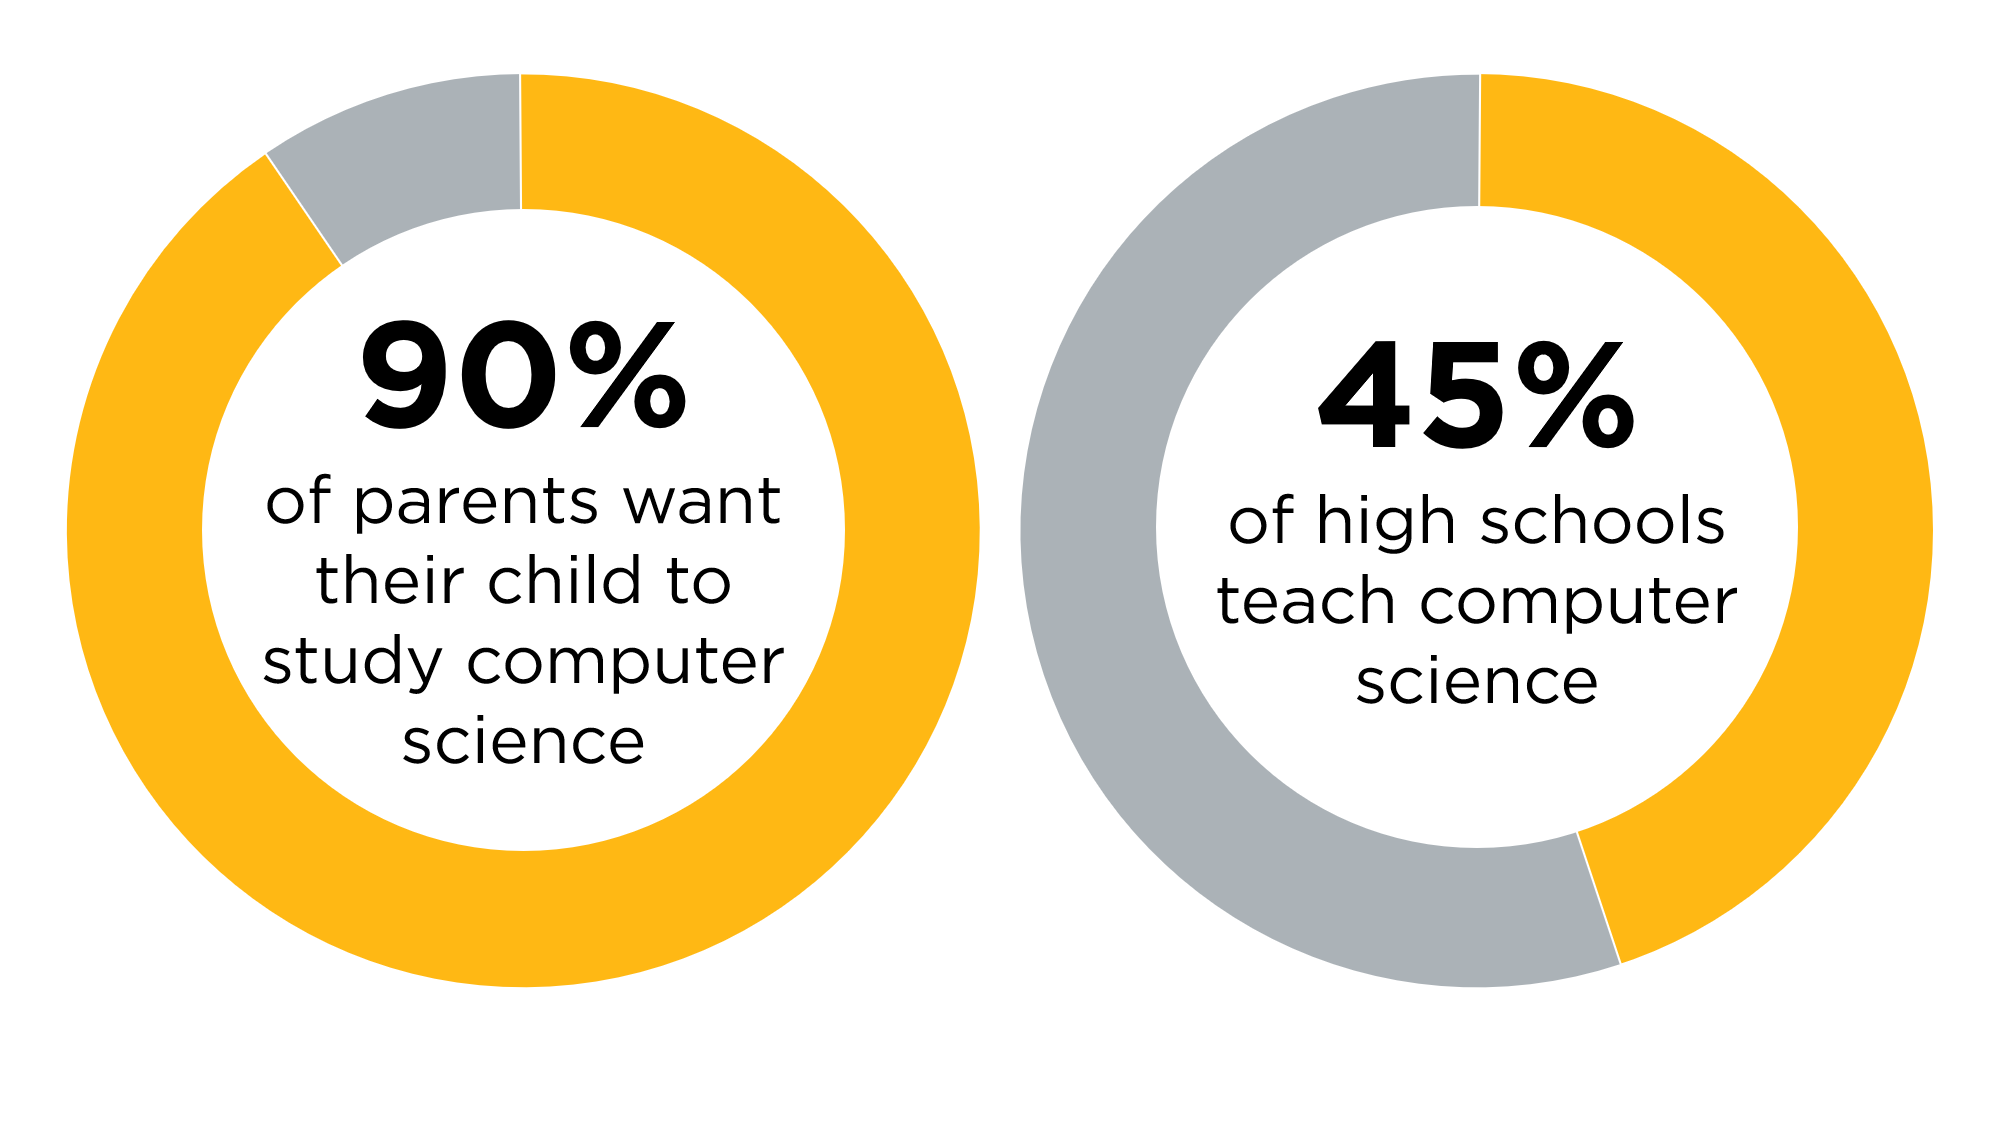 90%
of parents want
their child to
study computer
science
45%
of high schools
teach computer
science